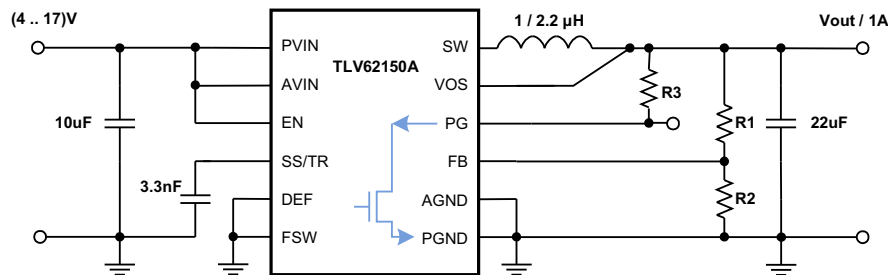 (4 .. 17)V
1 / 2.2 µH
Vout / 1A
TLV62150A
PVIN
SW
AVIN
VOS
R3
10uF
EN
PG
R1
22uF
SS/TR
FB
3.3nF
DEF
AGND
R2
FSW
PGND